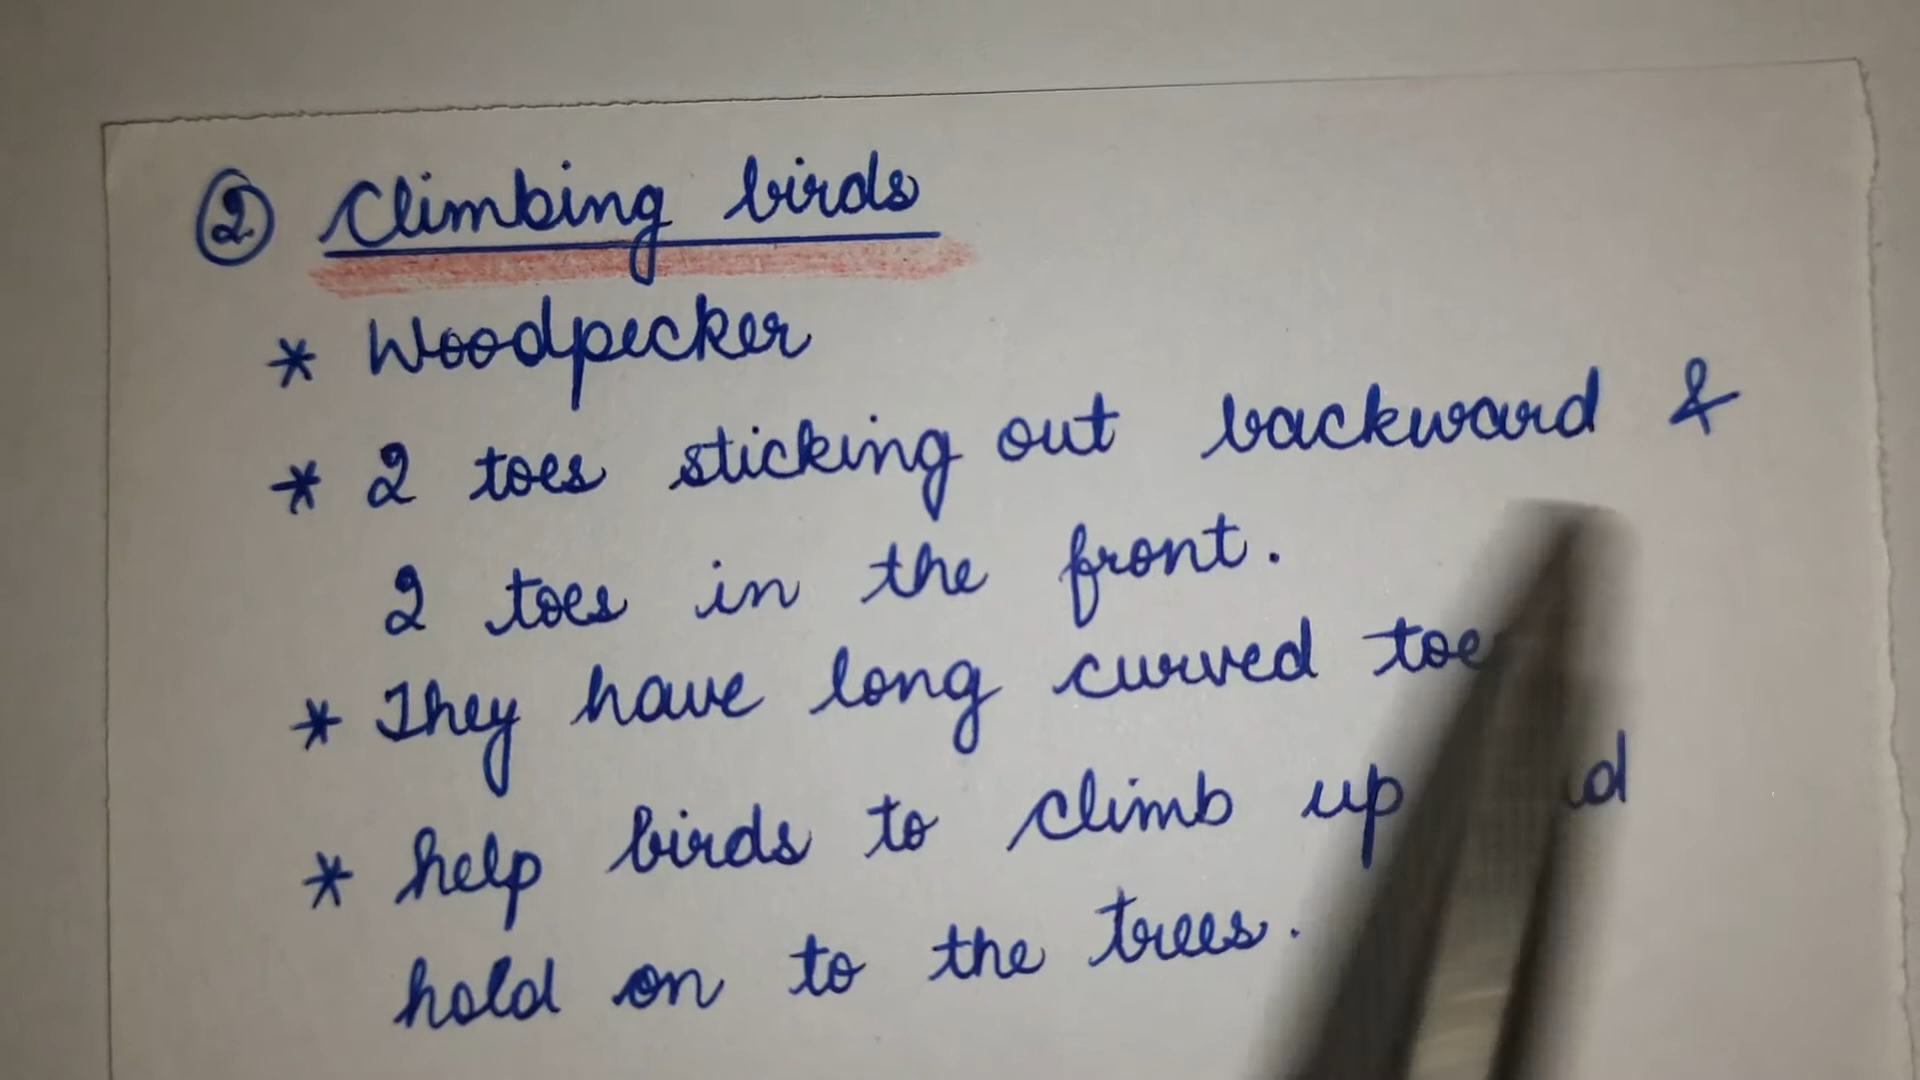 ② Climbing birds
* Woodpecker
* 2 toes sticking out backward &
2 toes in the front.
* They have long curved
* help birds to climb up
hold on to the trees.